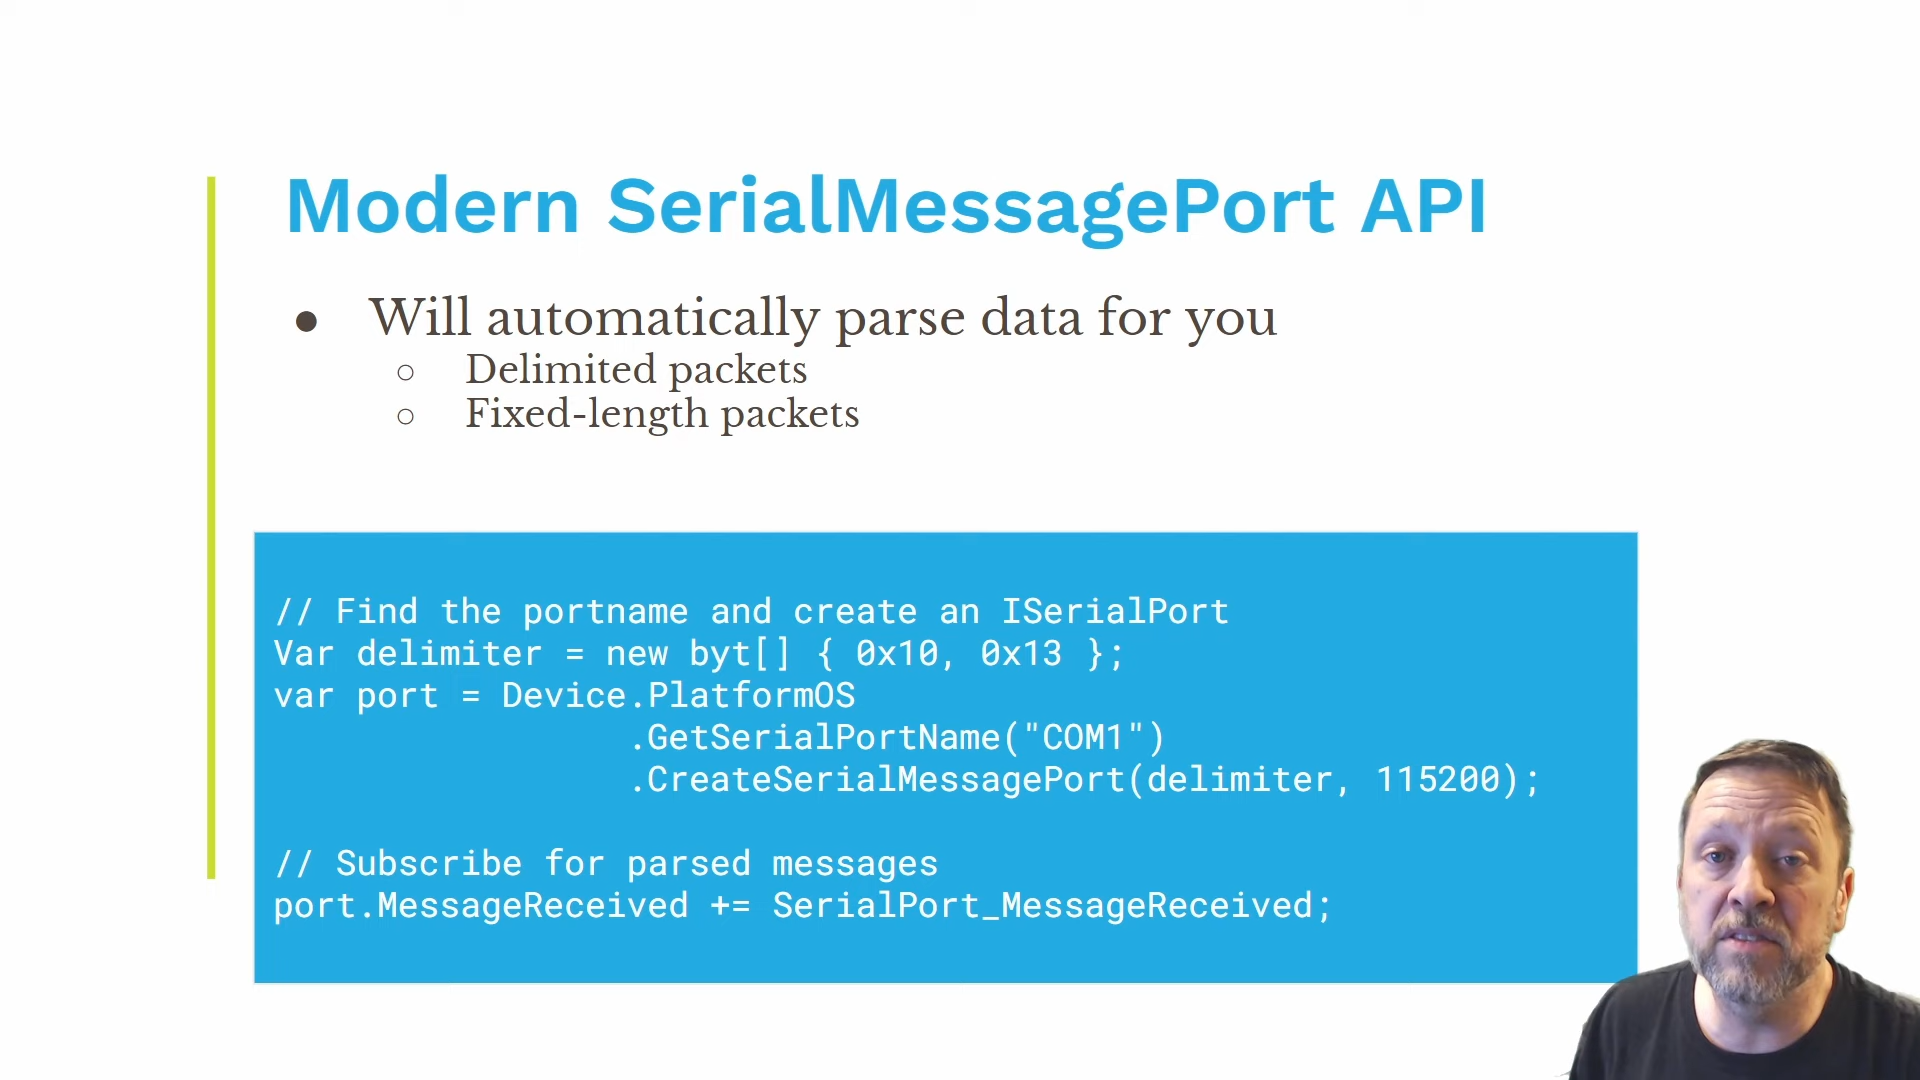 Modern SerialMessagePort API
● Will automatically parse data for you
○ Delimited packets
○ Fixed-length packets
// Find the portname and create an ISerialPort
Var delimiter = new byt[] { 0x10, 0x13 };
var port = Device.PlatformOS
.GetSerialPortName("COM1")
.CreateSerialMessagePort(delimiter, 115200);
// Subscribe for parsed messages
port.MessageReceived += SerialPort_MessageReceived;